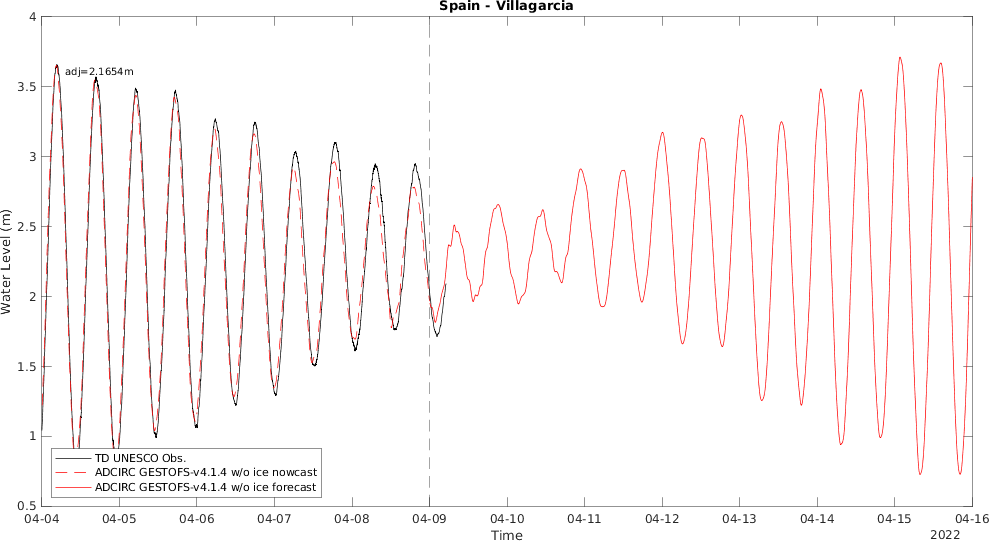 Spain - Villagarcia
4
adj=2.1654m
3.5
3
2.5
2
1.5
1
0.5
Water Level (m)
TD UNESCO Obs.
ADCIRC GESTOFS-v4.1.4 w/o ice nowcast
ADCIRC GESTOFS-v4.1.4 w/o ice forecast
04-04 04-05 04-06 04-07 04-08 04-09 04-10 04-11 04-12 04-13 04-14 04-15 04-16
Time
2022